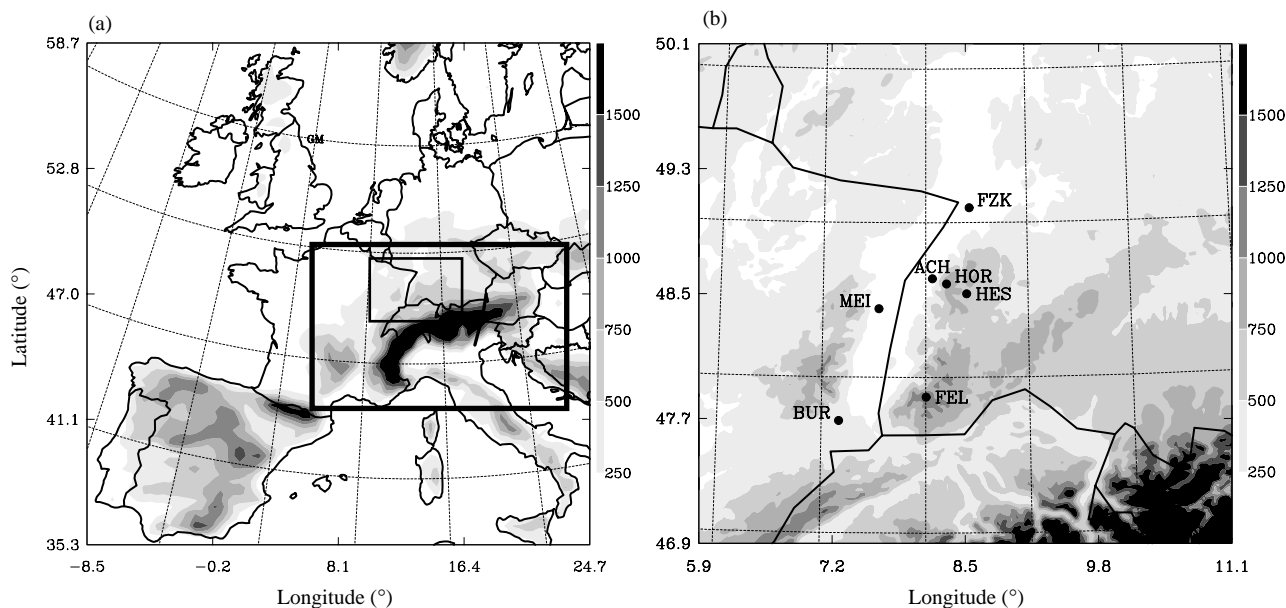 (a)
58.7
52.8
47.0
41.1
35.3
Latitude (°)
-8.5
-0.2
8.1
16.4
24.7
Longitude (°)
GM
1500
1250
1000
750
500
250
(b)
50.1
49.3
48.5
47.7
46.9
5.9
7.2
8.5
9.8
11.1
Longitude (°)
FZK
ACH
HOR
HES
MEI
FEL
BUR
1500
1250
1000
750
500
250